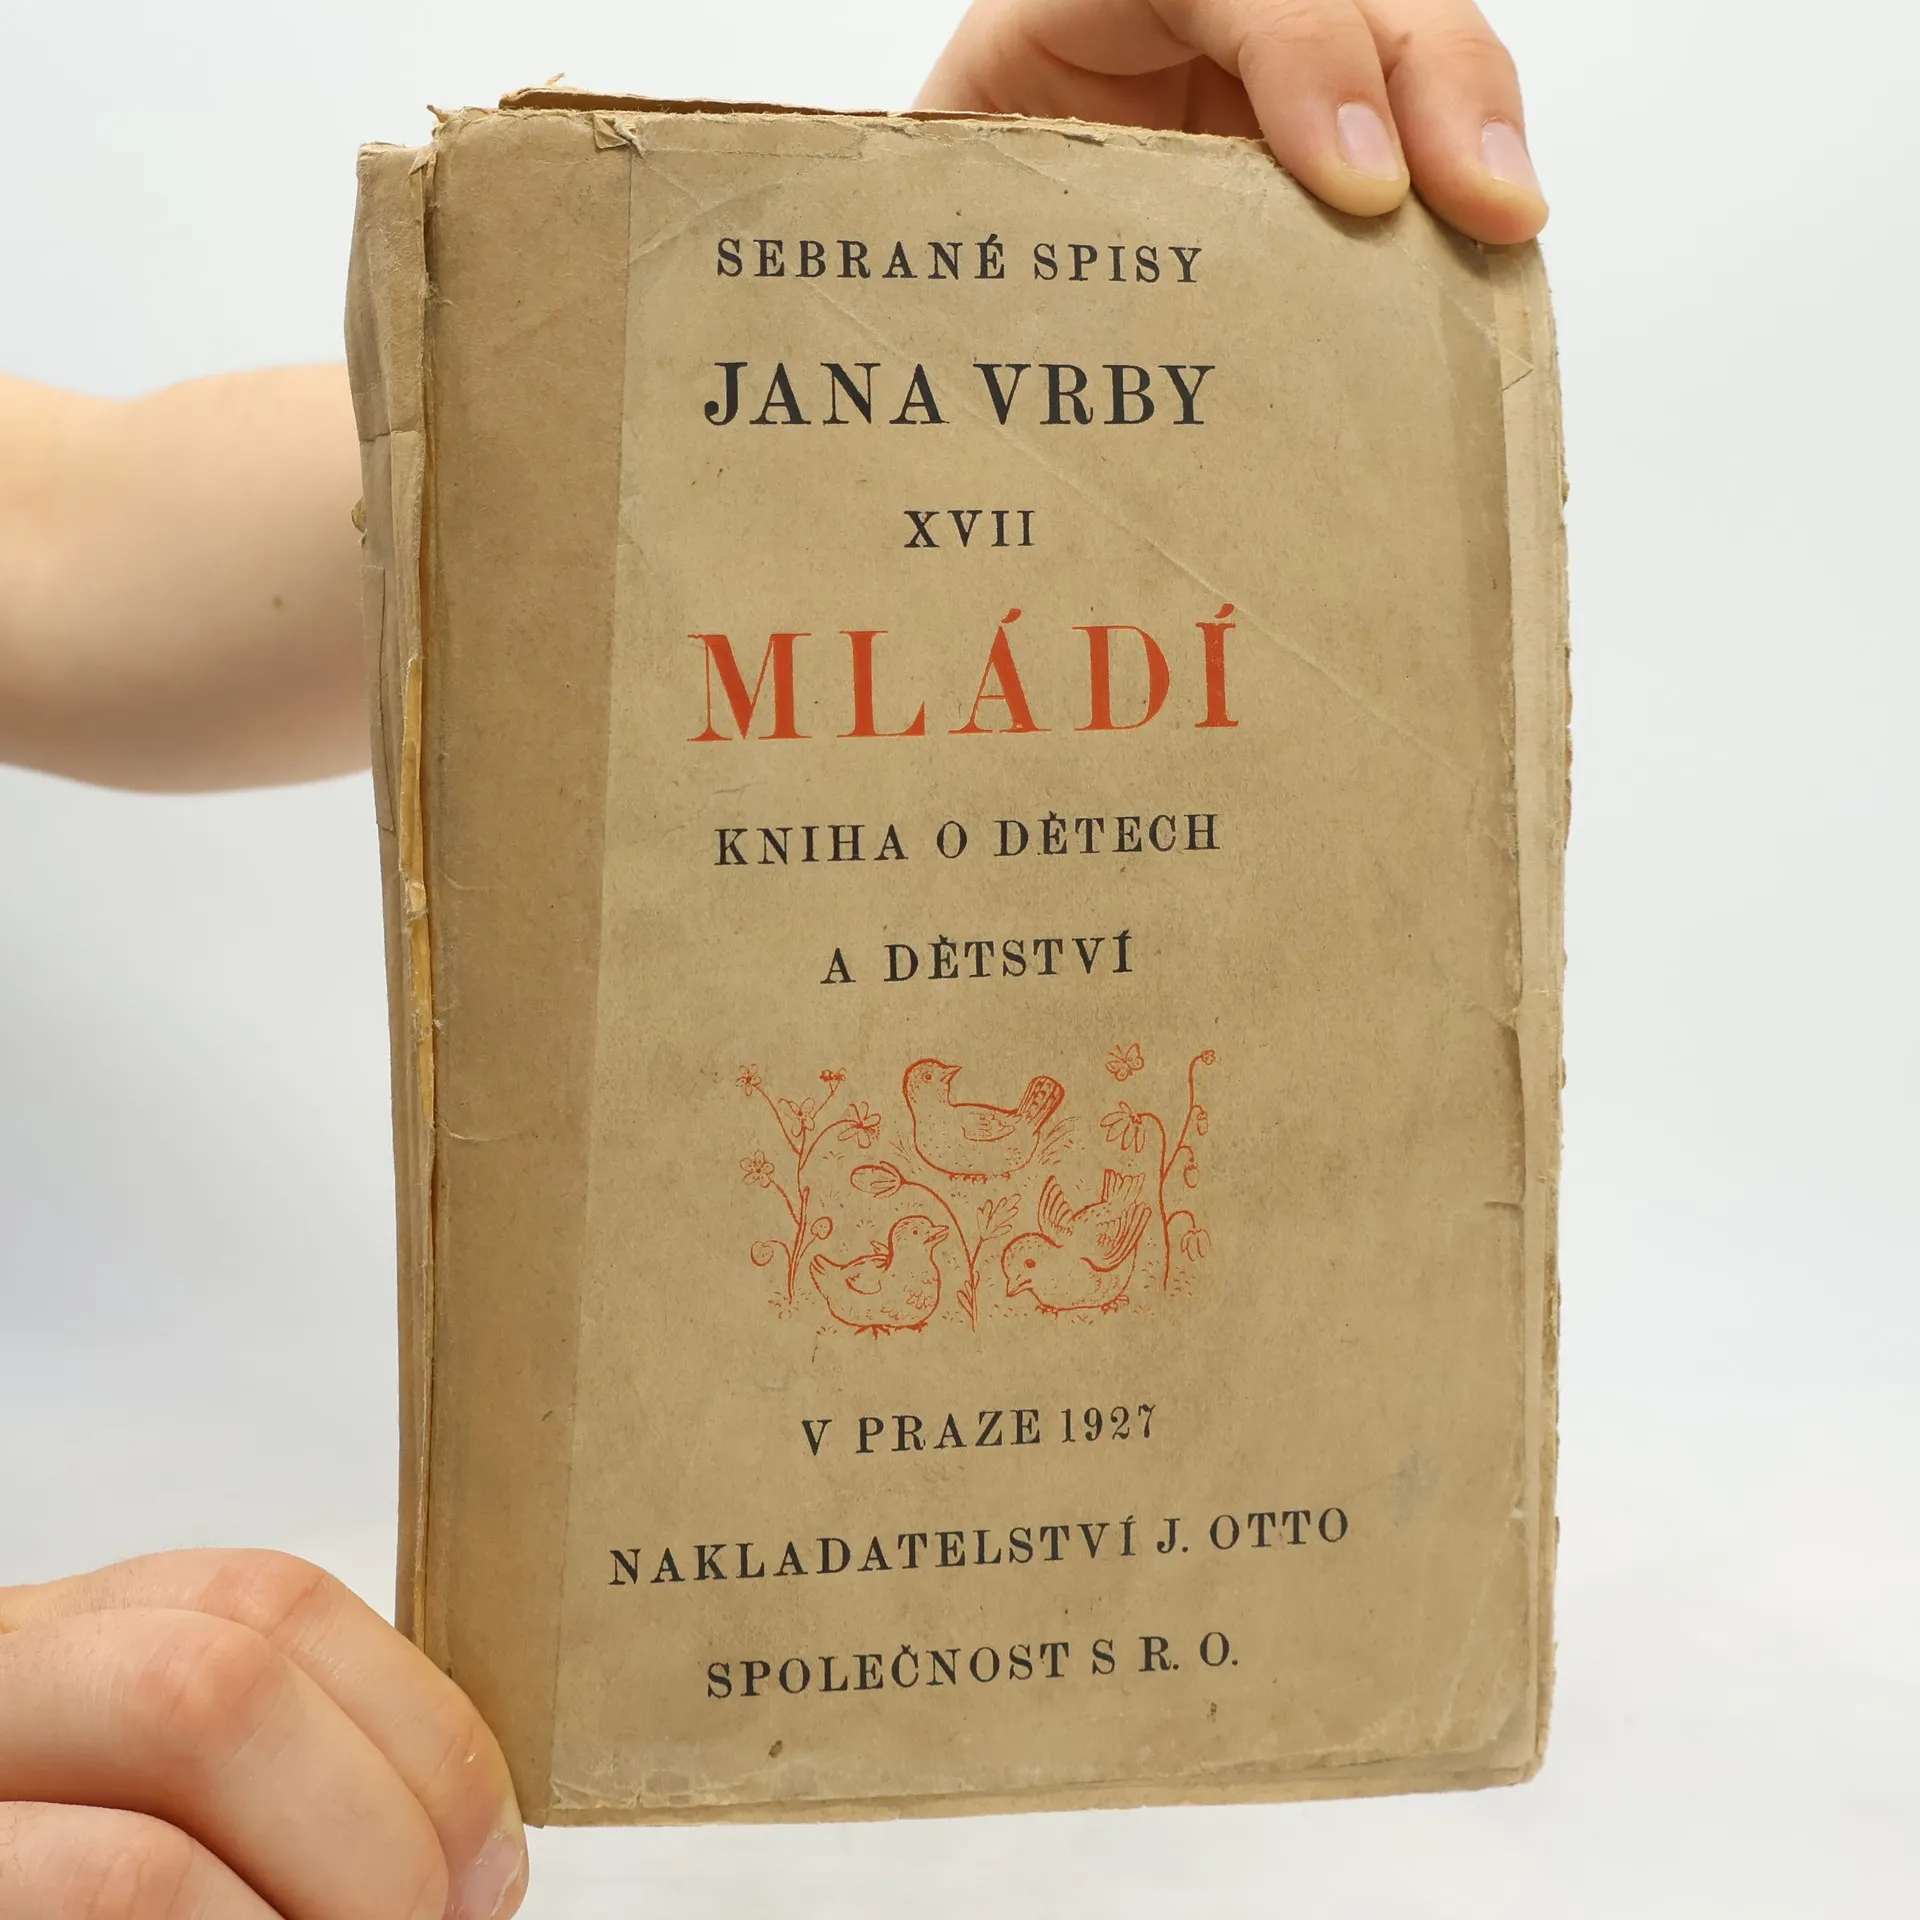 SEBRANÉ SPISY
JANA VRBY
XVII
MLÁDÍ
KNIHA O DĚTECH
A DĚTSTVÍ
V PRAZE 1927
NAKLADATELSTVÍ J. OTTO
SPOLEČNOST S R. O.